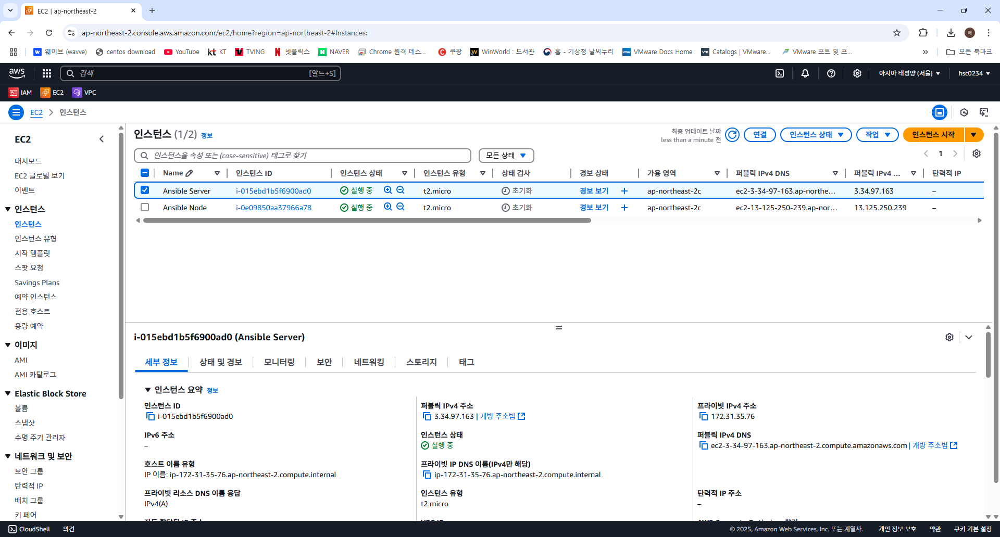 EC2 | ap-northeast-2
ap-northeast-2.console.aws.amazon.com/ec2/home?region=ap-northeast-2#Instances:
애
웨이브 (wavve)
centos download
YouTube
KT
TVING
넷플릭스
NAVER
Chrome 원격 데스...
쿠팡
WinWorld : 도서관
홈 - 기상청 날씨누리
VMware Docs Home
Catalogs | VMware...
VMware 포트 및 프...
모든 북마크
aws
검색
[알트+S]
아시아 태평양 (서울)
hsc0234
IAM
EC2
VPC
EC2
인스턴스
EC2
대시보드
EC2 글로벌 보기
이벤트
인스턴스
인스턴스
인스턴스 유형
시작 템플릿
스팟 요청
Savings Plans
예약 인스턴스
전용 호스트
용량 예약
이미지
AMI
AMI 카탈로그
Elastic Block Store
볼륨
스냅샷
수명 주기 관리자
네트워크 및 보안
보안 그룹
탄력적 IP
배치 그룹
키 페어
인스턴스 (1/2) 정보
최종 업데이트 날짜
less than a minute 전
연결
인스턴스 상태
작업
인스턴스 시작
인스턴스을 속성 또는 (case-sensitive) 태그로 찾기
모든 상태
1
Name 인스턴스 ID 인스턴스 상태 인스턴스 유형 상태 검사 경보 상태 가용 영역 퍼블릭 IPv4 DNS 퍼블릭 IPv4 ... 탄력적 IP
Ansible Server i-015ebd1b5f6900ad0 실행 중 t2.micro 초기화 경보 보기 + ap-northeast-2c ec2-3-34-97-163.ap-northe... 3.34.97.163 –
Ansible Node i-0e09850aa37966a78 실행 중 t2.micro 초기화 경보 보기 + ap-northeast-2c ec2-13-125-250-239.ap-nor... 13.125.250.239 –
i-015ebd1b5f6900ad0 (Ansible Server)
세부 정보
상태 및 경보
모니터링
보안
네트워킹
스토리지
태그
인스턴스 요약 정보
인스턴스 ID
i-015ebd1b5f6900ad0
퍼블릭 IPv4 주소
3.34.97.163 | 개방 주소법
프라이빗 IPv4 주소
172.31.35.76
IPv6 주소
–
인스턴스 상태
실행 중
퍼블릭 IPv4 DNS
ec2-3-34-97-163.ap-northeast-2.compute.amazonaws.com | 개방 주소법
호스트 이름 유형
IP 이름: ip-172-31-35-76.ap-northeast-2.compute.internal
프라이빗 IP DNS 이름(IPv4만 해당)
ip-172-31-35-76.ap-northeast-2.compute.internal
프라이빗 리소스 DNS 이름 응답
IPv4(A)
인스턴스 유형
t2.micro
탄력적 IP 주소
–
CloudShell
의견
© 2025, Amazon Web Services, Inc. 또는 계열사.
개인 정보 보호
약관
쿠키 기본 설정